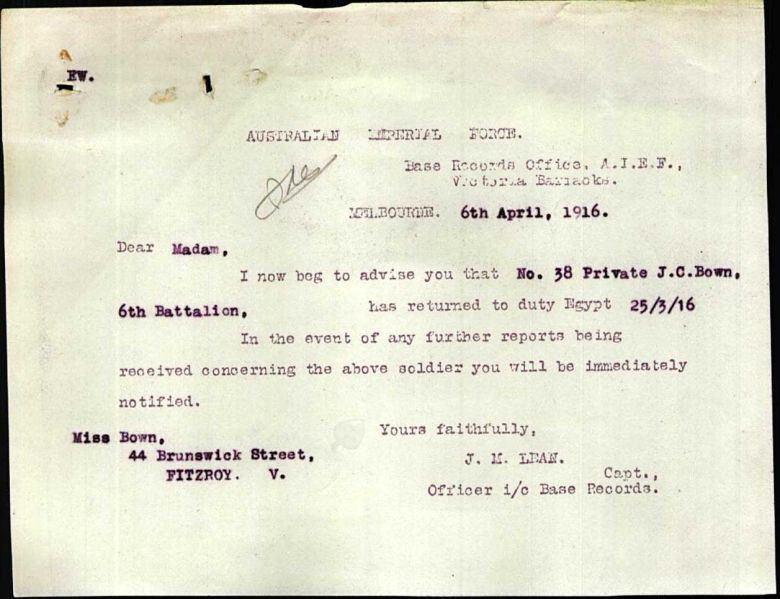 EW.
AUSTRALIAN IMPERIAL FORCE.
Base Records Office, A.I.E.F.,
Victoria Barracks.
MELBOURNE. 6th April, 1916.
Dear Madam,
I now beg to advise you that No. 38 Private J.C.Bown,
6th Battalion, has returned to duty Egypt 25/3/16
In the event of any further reports being
received concerning the above soldier you will be immediately
notified.
Yours faithfully,
Miss Bown,
44 Brunswick Street,
FITZROY. V.
J. M. LEAN.
Capt.,
Officer i/c Base Records.